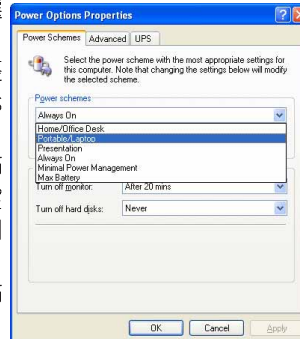 Power Options Properties
Power Schemes Advanced UPS
Select the power scheme with the most appropriate settings for
this computer. Note that changing the settings below will modify
the selected scheme.
Power schemes
Always On
Home/Office Desk
Portable/Laptop
Presentation
Always On
Minimal Power Management
Max Battery
Turn off monitor: After 20 mins
Turn off hard disks: Never
OK Cancel Apply